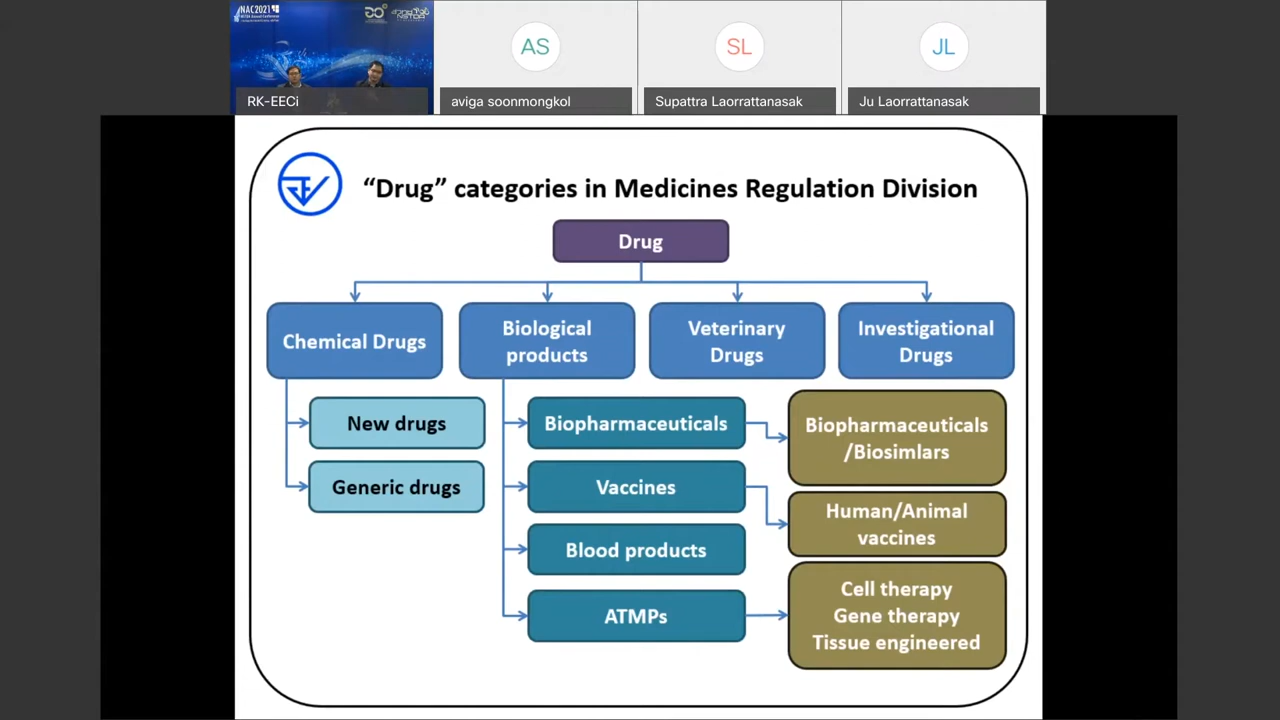 NAC2021
RK-EECi
AS
aviga soonmongkol
SL
Supattra Laorrattanasak
JL
Ju Laorrattanasak
“Drug” categories in Medicines Regulation Division
Drug
Chemical Drugs
Biological
products
Veterinary
Drugs
Investigational
Drugs
New drugs
Generic drugs
Biopharmaceuticals
Vaccines
Blood products
ATMPs
Biopharmaceuticals
/Biosimlars
Human/Animal
vaccines
Cell therapy
Gene therapy
Tissue engineered